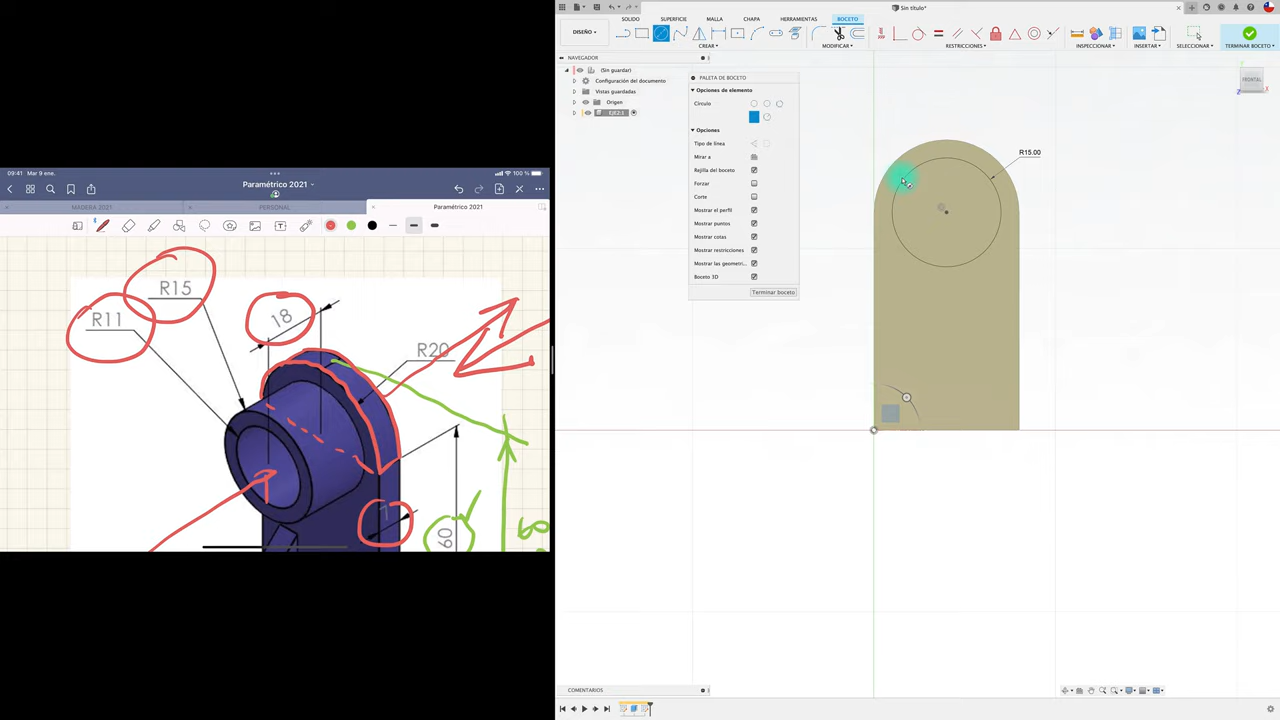 09:41 Mar 9 ene.
100 %
Paramétrico 2021
MADERA 2021
PERSONAL
Paramétrico 2021
R15
R11
18
R20
7
60
60
Sin título*
SOLIDO
SUPERFICIE
MALLA
CHAPA
HERRAMIENTAS
BOCETO
DISEÑO
CREAR
MODIFICAR
RESTRICCIONES
INSPECCIONAR
INSERTAR
SELECCIONAR
TERMINAR BOCETO
NAVEGADOR
(Sin guardar)
Configuración del documento
Vistas guardadas
Origen
PALETA DE BOCETO
Opciones de elemento
Círculo
Opciones
Tipo de línea
Mirar a
Rejilla del boceto
Forzar
Corte
Mostrar el perfil
Mostrar puntos
Mostrar cotas
Mostrar restricciones
Mostrar las geometrí...
Boceto 3D
Terminar boceto
R15.00
FRONTAL
Z
X
COMENTARIOS